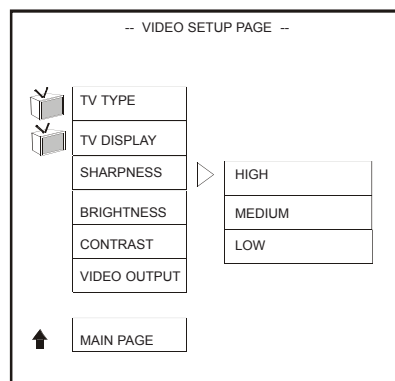 -- VIDEO SETUP PAGE --
TV TYPE
TV DISPLAY
SHARPNESS
HIGH
BRIGHTNESS
MEDIUM
CONTRAST
LOW
VIDEO OUTPUT
MAIN PAGE